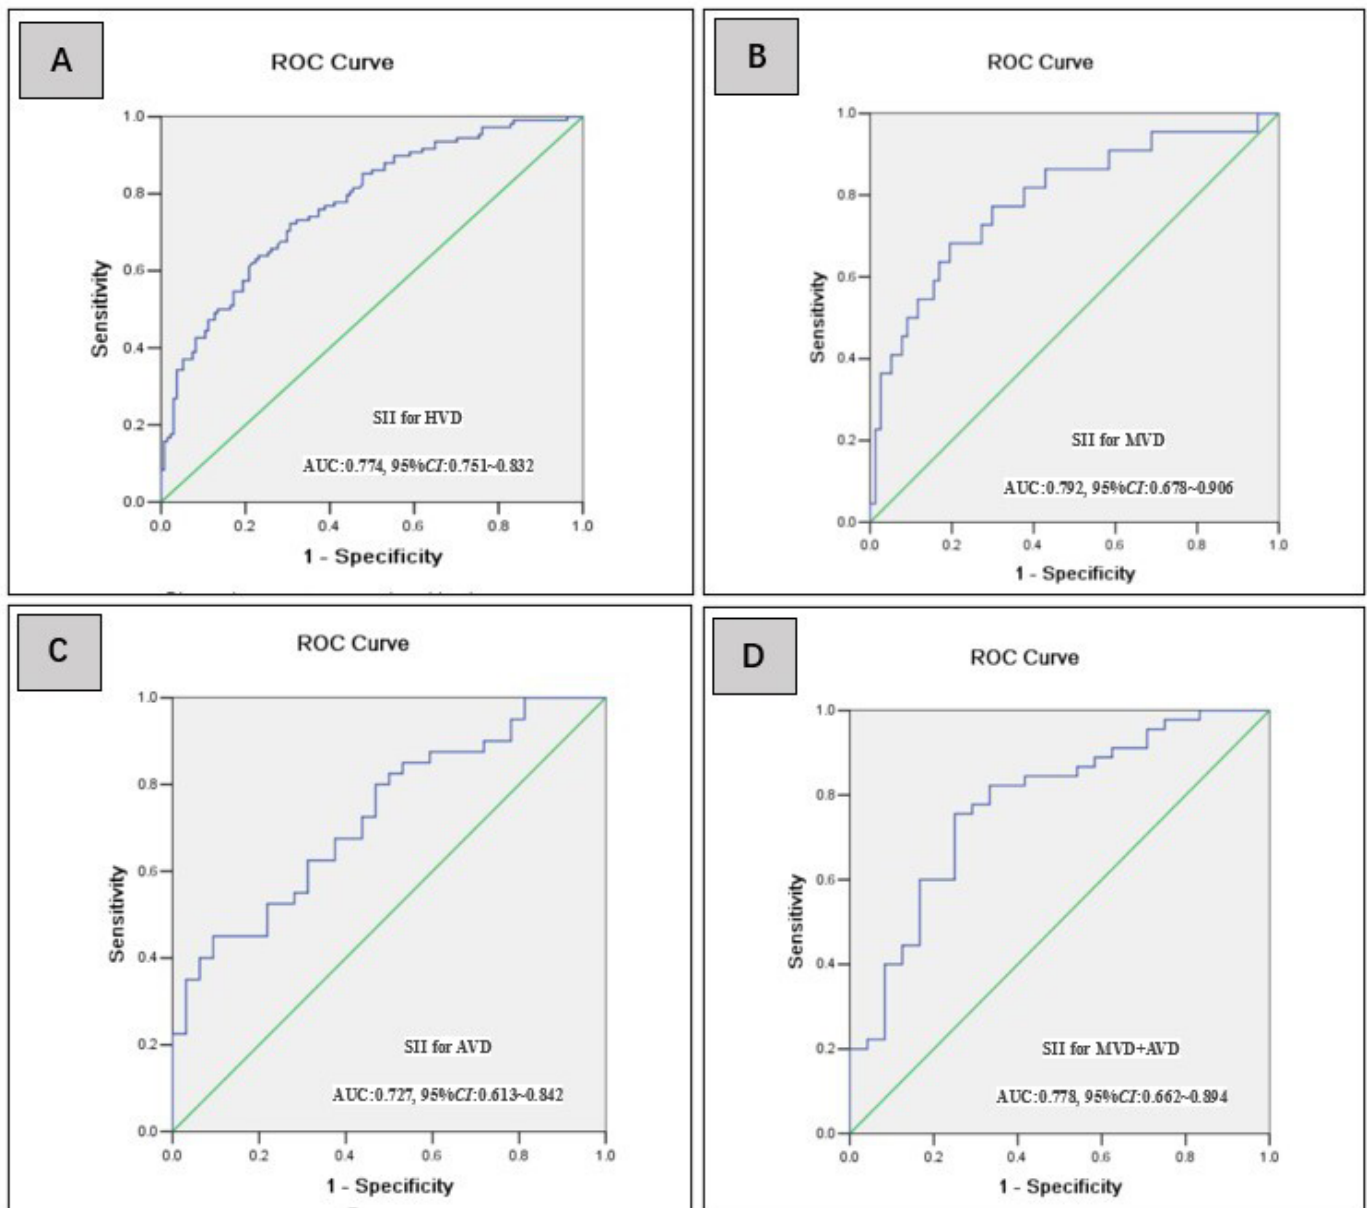 A
ROC Curve
1.0
0.8
0.6
0.4
0.2
0.0
Sensitivity
SII for HVD
AUC:0.774, 95%CI:0.751~0.832
0.0 0.2 0.4 0.6 0.8 1.0
1 - Specificity
B
ROC Curve
1.0
0.8
0.6
0.4
0.2
0.0
Sensitivity
SII for MVD
AUC:0.792, 95%CI:0.678~0.906
0.0 0.2 0.4 0.6 0.8 1.0
1 - Specificity
C
ROC Curve
1.0
0.8
0.6
0.4
0.2
0.0
Sensitivity
SII for AVD
AUC:0.727, 95%CI:0.613~0.842
0.0 0.2 0.4 0.6 0.8 1.0
1 - Specificity
D
ROC Curve
1.0
0.8
0.6
0.4
0.2
0.0
Sensitivity
SII for MVD+AVD
AUC:0.778, 95%CI:0.662~0.894
0.0 0.2 0.4 0.6 0.8 1.0
1 - Specificity